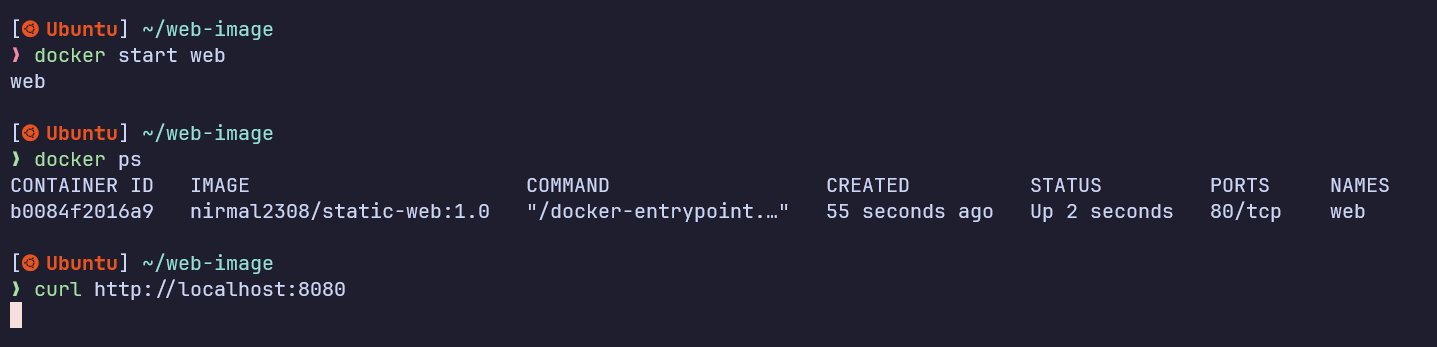 [Ubuntu] ~/web-image
❯ docker start web
web
[Ubuntu] ~/web-image
❯ docker ps
CONTAINER ID   IMAGE                       COMMAND                  CREATED          STATUS         PORTS     NAMES
b0084f2016a9   nirmal2308/static-web:1.0   "/docker-entrypoint.…"   55 seconds ago   Up 2 seconds   80/tcp    web
[Ubuntu] ~/web-image
❯ curl http://localhost:8080